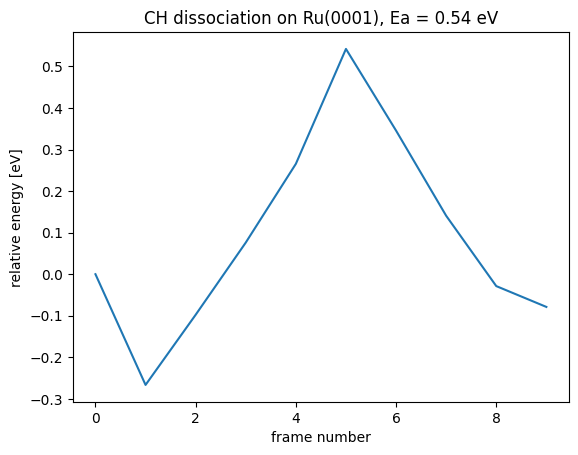 CH dissociation on Ru(0001), Ea = 0.54 eV
relative energy [eV]
0.5
0.4
0.3
0.2
0.1
0.0
−0.1
−0.2
−0.3
0 2 4 6 8
frame number